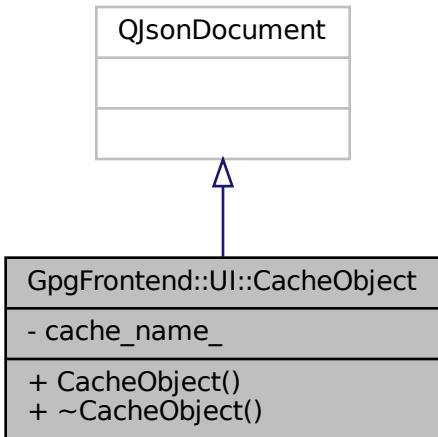 QJsonDocument
GpgFrontend::UI::CacheObject
- cache_name_
+ CacheObject()
+ ~CacheObject()